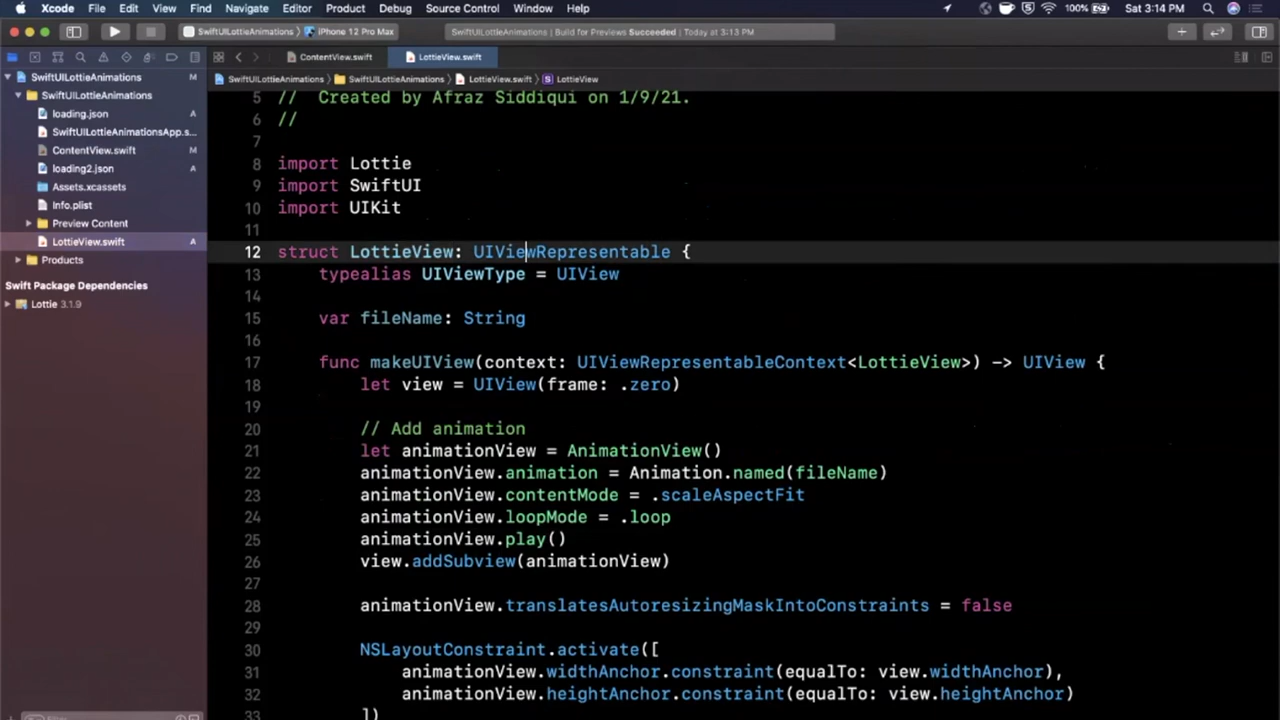 Xcode File Edit View Find Navigate Editor Product Debug Source Control Window Help 100% Sat 3:14 PM
SwiftUILottieAnimations iPhone 12 Pro Max SwiftUILottieAnimations | Build for Previews Succeeded | Today at 3:13 PM
ContentView.swift LottieView.swift
SwiftUILottieAnimations M
SwiftUILottieAnimations SwiftUILottieAnimations LottieView.swift S LottieView
SwiftUILottieAnimations
loading.json A
SwiftUILottieAnimationsApp.s... A
ContentView.swift M
loading2.json A
Assets.xcassets
Info.plist
Preview Content
LottieView.swift A
Products
Swift Package Dependencies
Lottie 3.1.9
5 // Created by Afraz Siddiqui on 1/9/21.
6 //
7
8 import Lottie
9 import SwiftUI
10 import UIKit
11
12 struct LottieView: UIViewRepresentable {
13 typealias UIViewType = UIView
14
15 var fileName: String
16
17 func makeUIView(context: UIViewRepresentableContext<LottieView>) -> UIView {
18 let view = UIView(frame: .zero)
19
20 // Add animation
21 let animationView = AnimationView()
22 animationView.animation = Animation.named(fileName)
23 animationView.contentMode = .scaleAspectFit
24 animationView.loopMode = .loop
25 animationView.play()
26 view.addSubview(animationView)
27
28 animationView.translatesAutoresizingMaskIntoConstraints = false
29
30 NSLayoutConstraint.activate([
31 animationView.widthAnchor.constraint(equalTo: view.widthAnchor),
32 animationView.heightAnchor.constraint(equalTo: view.heightAnchor)
33 ])